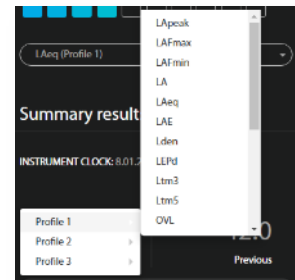 LApeak
LAFmax
LAFmin
LA
LAeq
LAE
Lden
LEPd
Ltm3
Ltm5
OVL
LAeq (Profile 1)
Summary result
INSTRUMENT CLOCK: 8.01.2
Profile 1
Profile 2
Profile 3
Previous